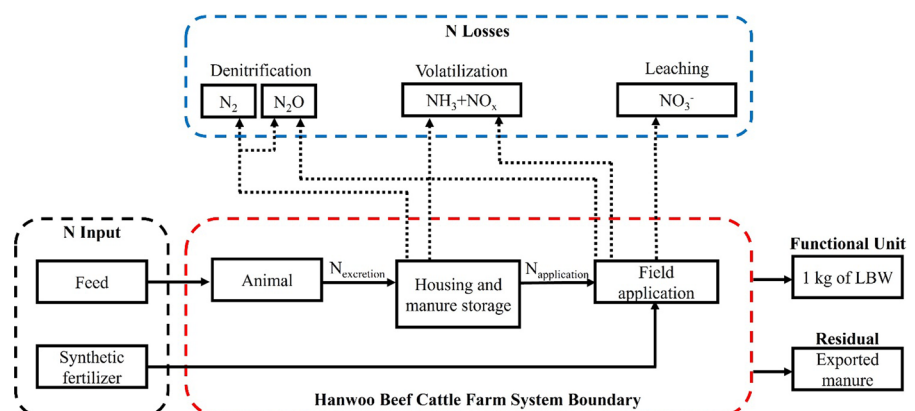 N Losses
Denitrification
Volatilization
Leaching
N₂
N₂O
NH₃+NOₓ
NO₃⁻
N Input
Feed
Synthetic
fertilizer
Animal
Nexcretion
Housing and
manure storage
Napplication
Field
application
Functional Unit
1 kg of LBW
Residual
Exported
manure
Hanwoo Beef Cattle Farm System Boundary